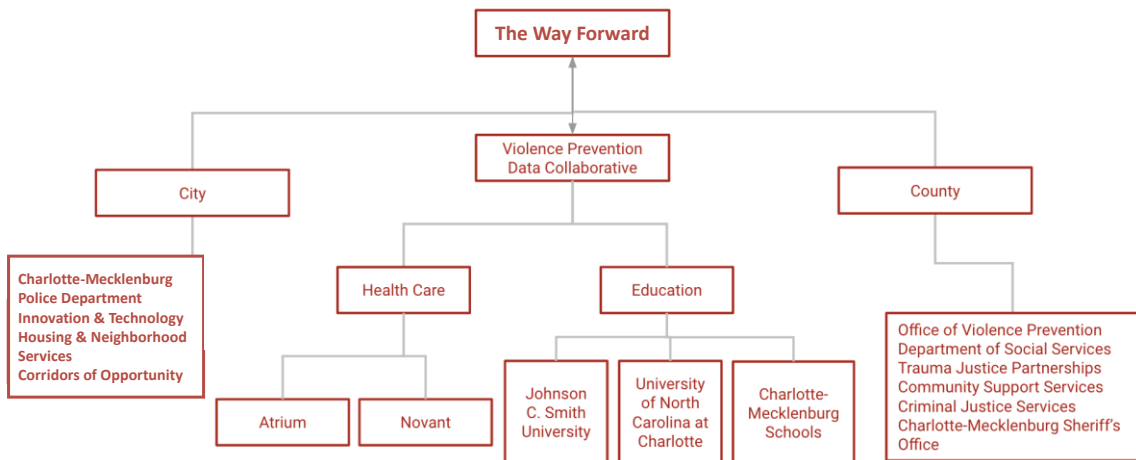 The Way Forward
Violence Prevention
Data Collaborative
City
County
Charlotte-Mecklenburg
Police Department
Innovation & Technology
Housing & Neighborhood
Services
Corridors of Opportunity
Health Care
Education
Office of Violence Prevention
Department of Social Services
Trauma Justice Partnerships
Community Support Services
Criminal Justice Services
Charlotte-Mecklenburg Sheriff's
Office
Atrium
Novant
Johnson
C. Smith
University
University
of North
Carolina at
Charlotte
Charlotte-
Mecklenburg
Schools